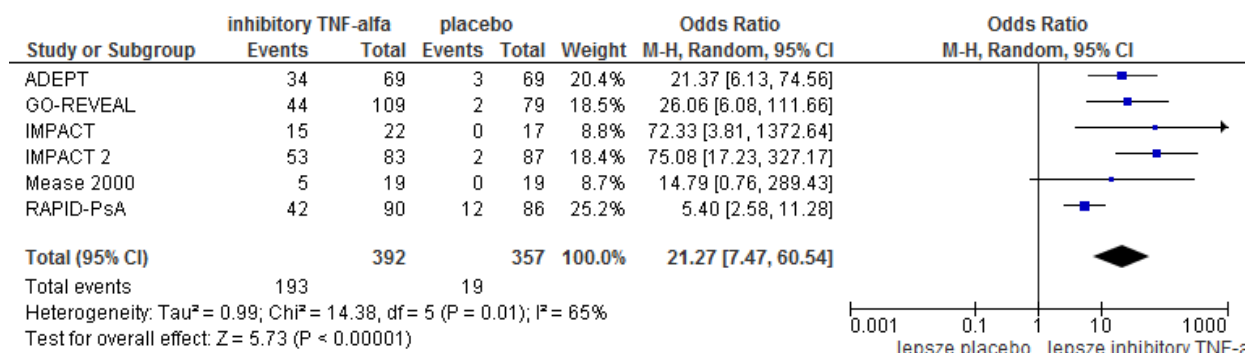 inhibitory TNF-alfa placebo Odds Ratio Odds Ratio
Study or Subgroup Events Total Events Total Weight M-H, Random, 95% CI M-H, Random, 95% CI
ADEPT 34 69 3 69 20.4% 21.37 [6.13, 74.56]
GO-REVEAL 44 109 2 79 18.5% 26.06 [6.08, 111.66]
IMPACT 15 22 0 17 8.8% 72.33 [3.81, 1372.64]
IMPACT 2 53 83 2 87 18.4% 75.08 [17.23, 327.17]
Mease 2000 5 19 0 19 8.7% 14.79 [0.76, 289.43]
RAPID-PsA 42 90 12 86 25.2% 5.40 [2.58, 11.28]
Total (95% CI) 392 357 100.0% 21.27 [7.47, 60.54]
Total events 193 19
Heterogeneity: Tau² = 0.99; Chi² = 14.38, df = 5 (P = 0.01); I² = 65%
Test for overall effect: Z = 5.73 (P < 0.00001)
0.001 0.1 1 10 1000
lepsze placebo lepsze inhibitory TNF-a